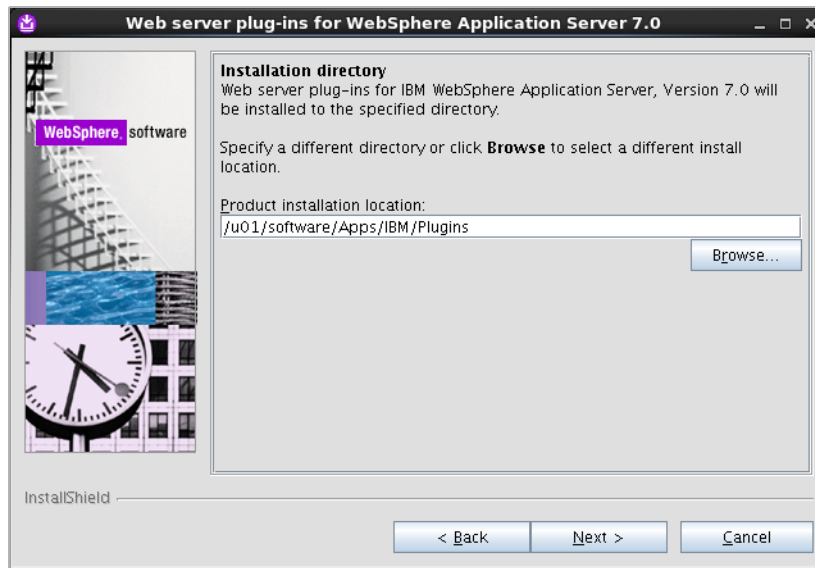 Web server plug-ins for WebSphere Application Server 7.0
WebSphere. software
Installation directory
Web server plug-ins for IBM WebSphere Application Server, Version 7.0 will
be installed to the specified directory.
Specify a different directory or click Browse to select a different install
location.
Product installation location:
/u01/software/Apps/IBM/Plugins
Browse...
InstallShield
< Back
Next >
Cancel